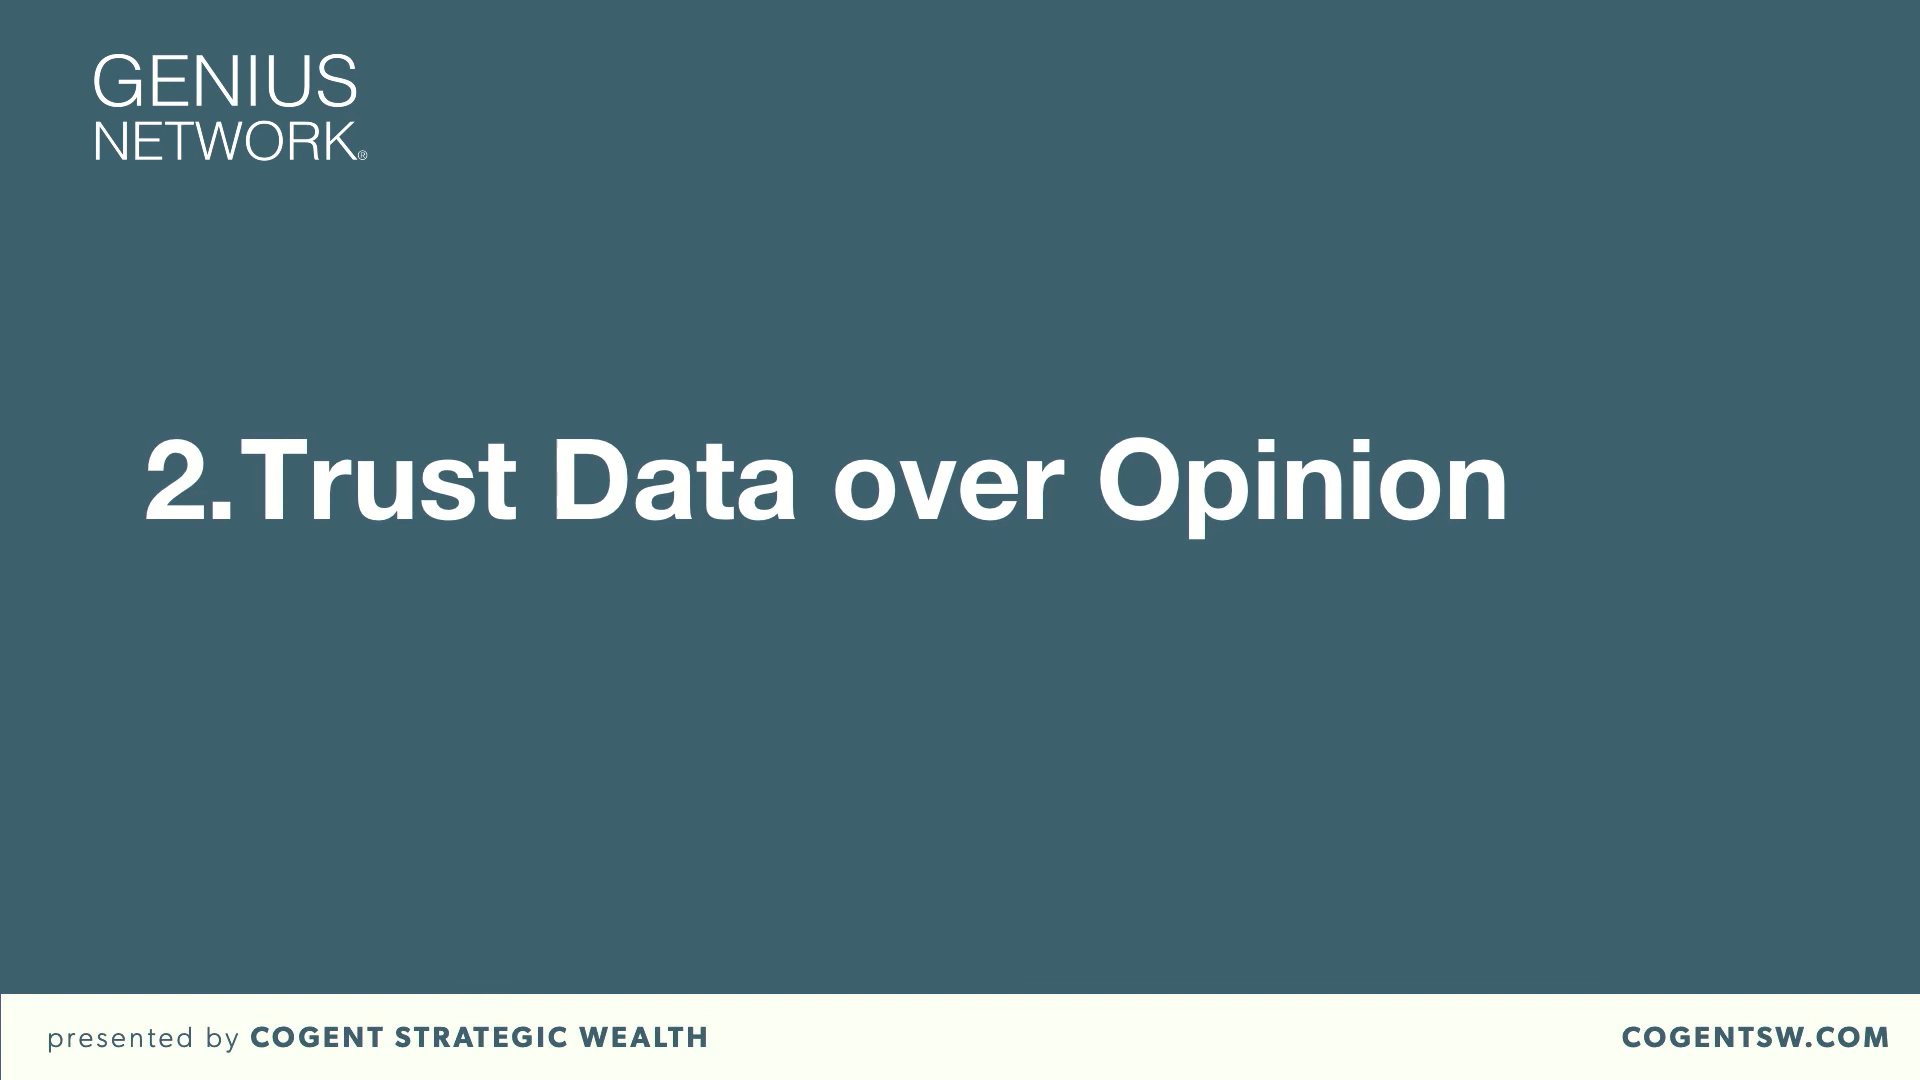 GENIUS
NETWORK®
2.Trust Data over Opinion
presented by COGENT STRATEGIC WEALTH
COGENTSW.COM